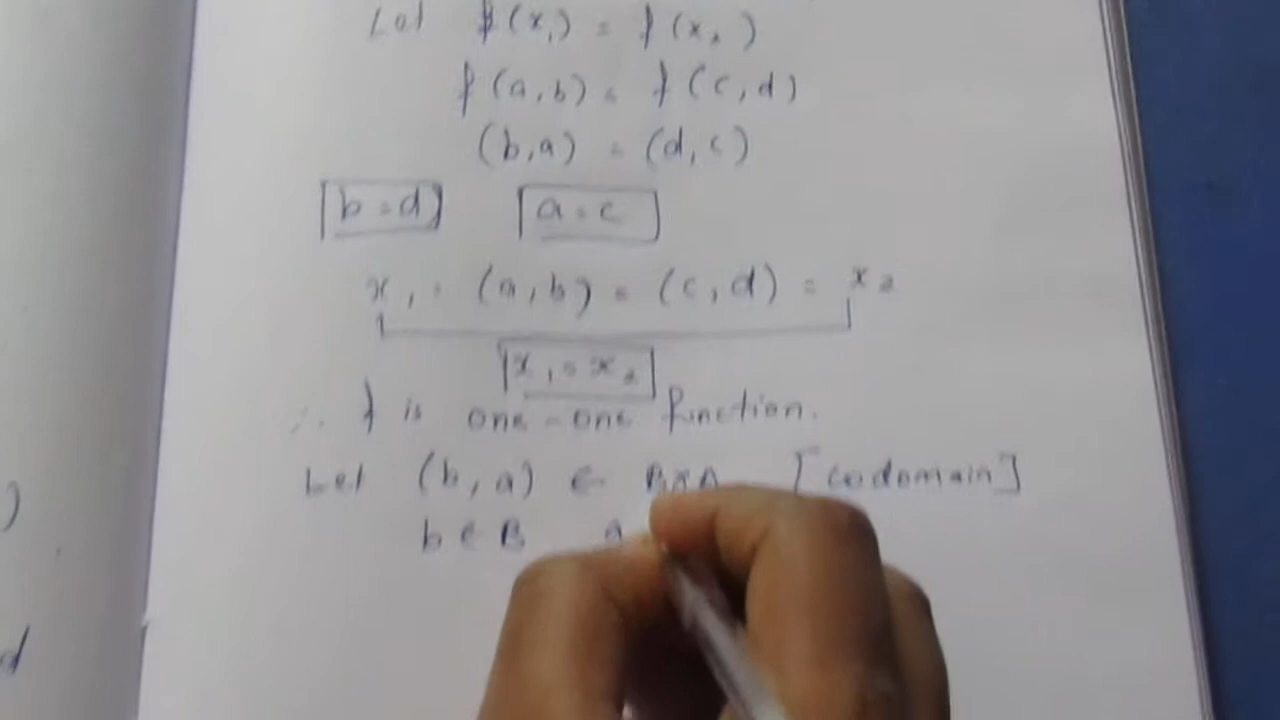 Let f(x₁) = f(x₂)
f(a,b) = f(c,d)
(b,a) = (d,c)
b = d a = c
x₁ = (a,b) = (c,d) = x₂
x₁ = x₂
∴ f is one-one function.
Let (b,a) ∈ B×A [codomain]
b ∈ B a
)
d